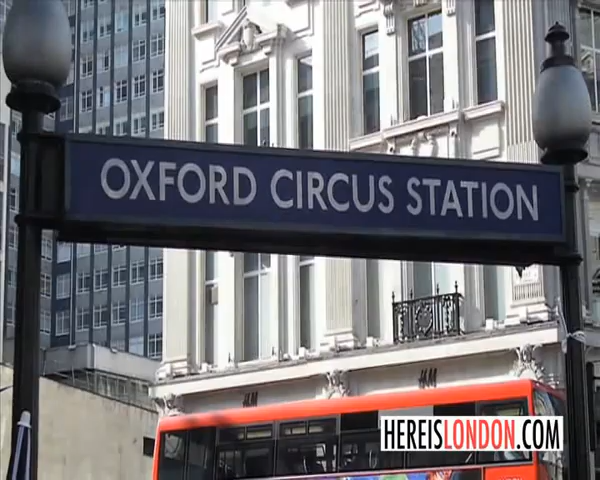 OXFORD CIRCUS STATION
H&M
H&M
HEREISLONDON.COM